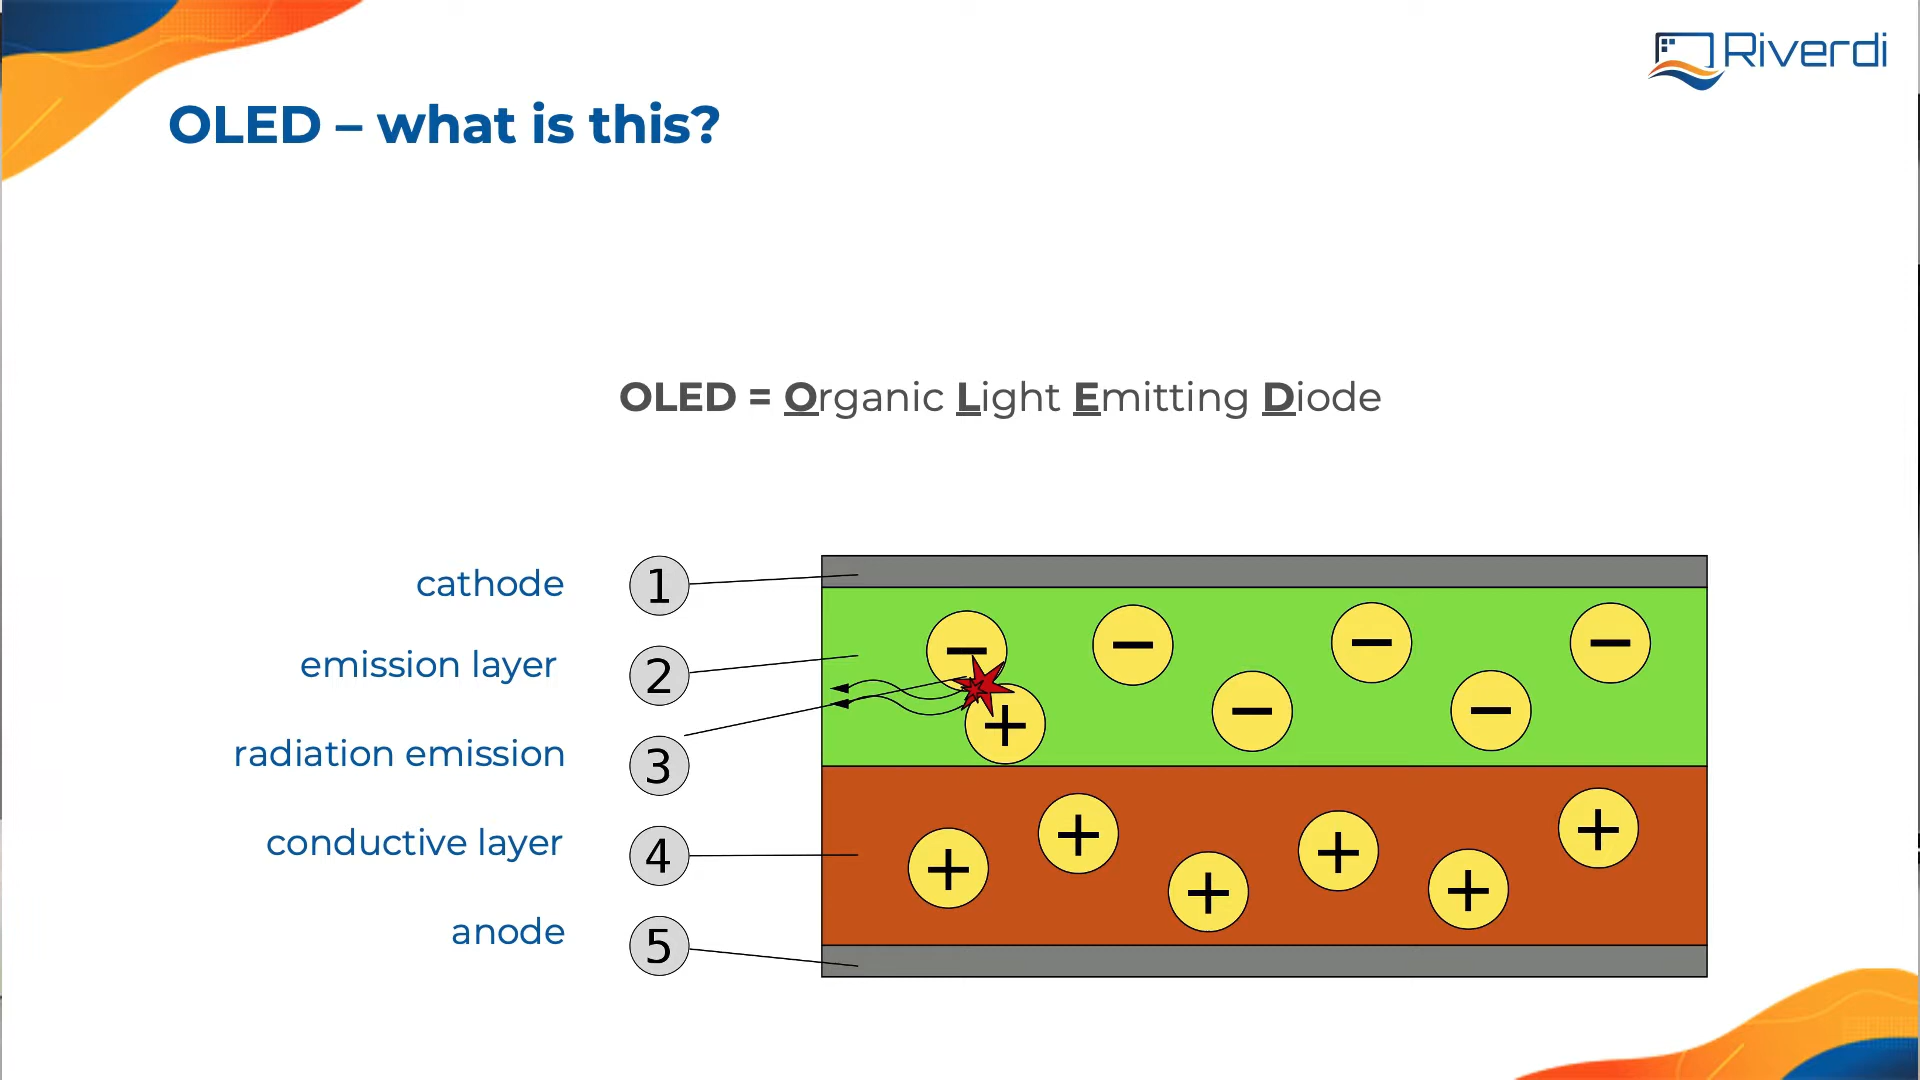 Riverdi
OLED – what is this?
OLED = Organic Light Emitting Diode
cathode 1
emission layer 2
radiation emission 3
conductive layer 4
anode 5
− − − − − −
+
+ + + + + +